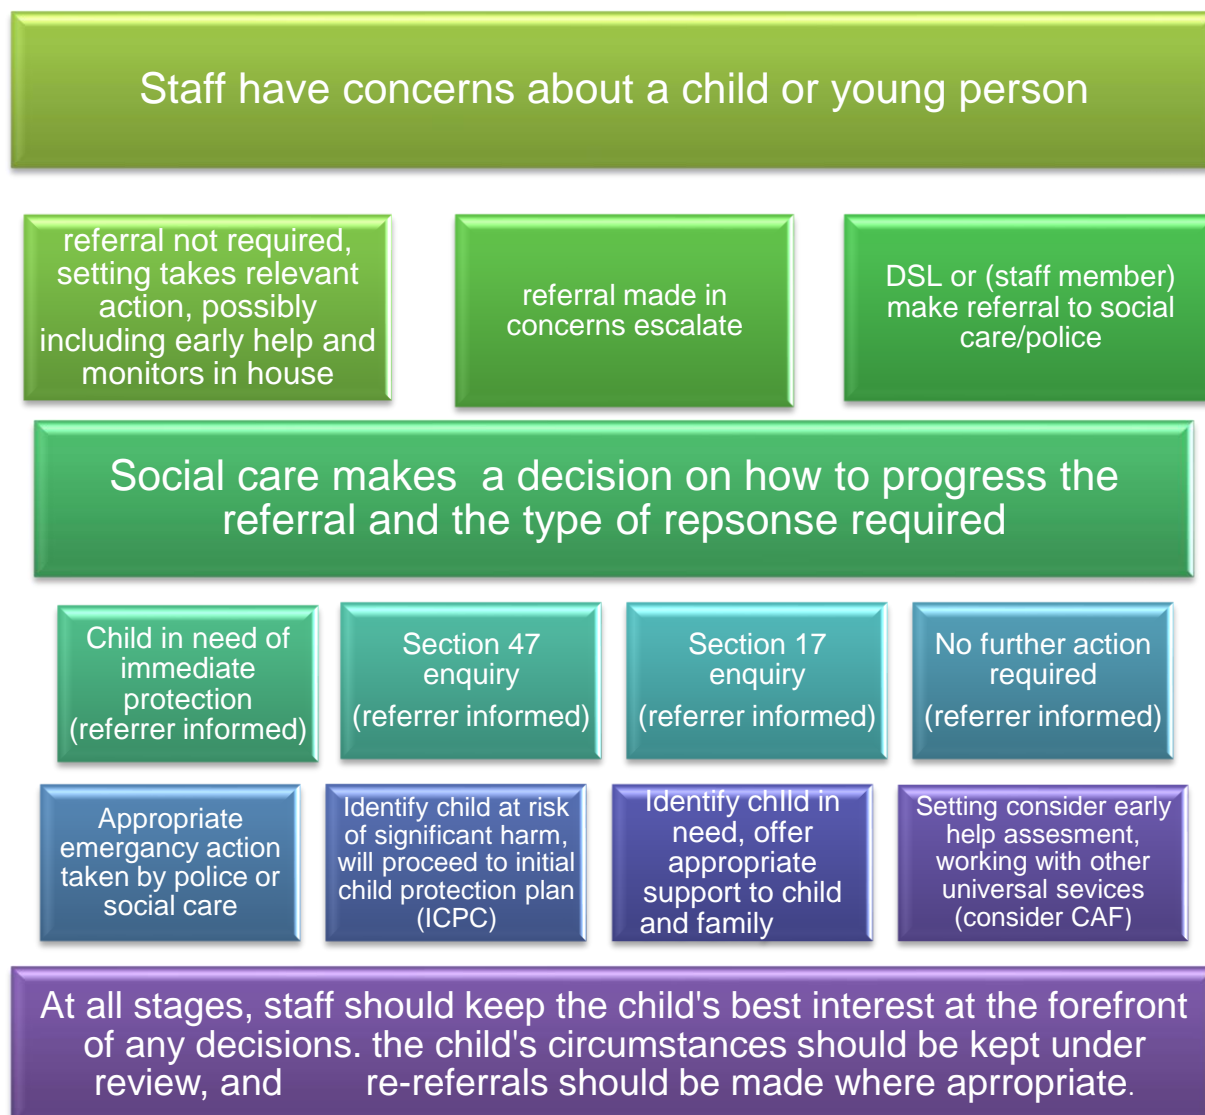 Staff have concerns about a child or young person
referral not required,
setting takes relevant
action, possibly
including early help and
monitors in house
referral made in
concerns escalate
DSL or (staff member)
make referral to social
care/police
Social care makes  a decision on how to progress the
referral and the type of repsonse required
Child in need of
immediate
protection
(referrer informed)
Section 47
enquiry
(referrer informed)
Section 17
enquiry
(referrer informed)
No further action
required
(referrer informed)
Appropriate
emergancy action
taken by police or
social care
Identify child at risk
of significant harm,
will proceed to initial
child protection plan
(ICPC)
Identify chIld in
need, offer
appropriate
support to child
and family
Setting consider early
help assesment,
working with other
universal sevices
(consider CAF)
At all stages, staff should keep the child's best interest at the forefront
of any decisions. the child's circumstances should be kept under
review, and        re-referrals should be made where aprropriate.